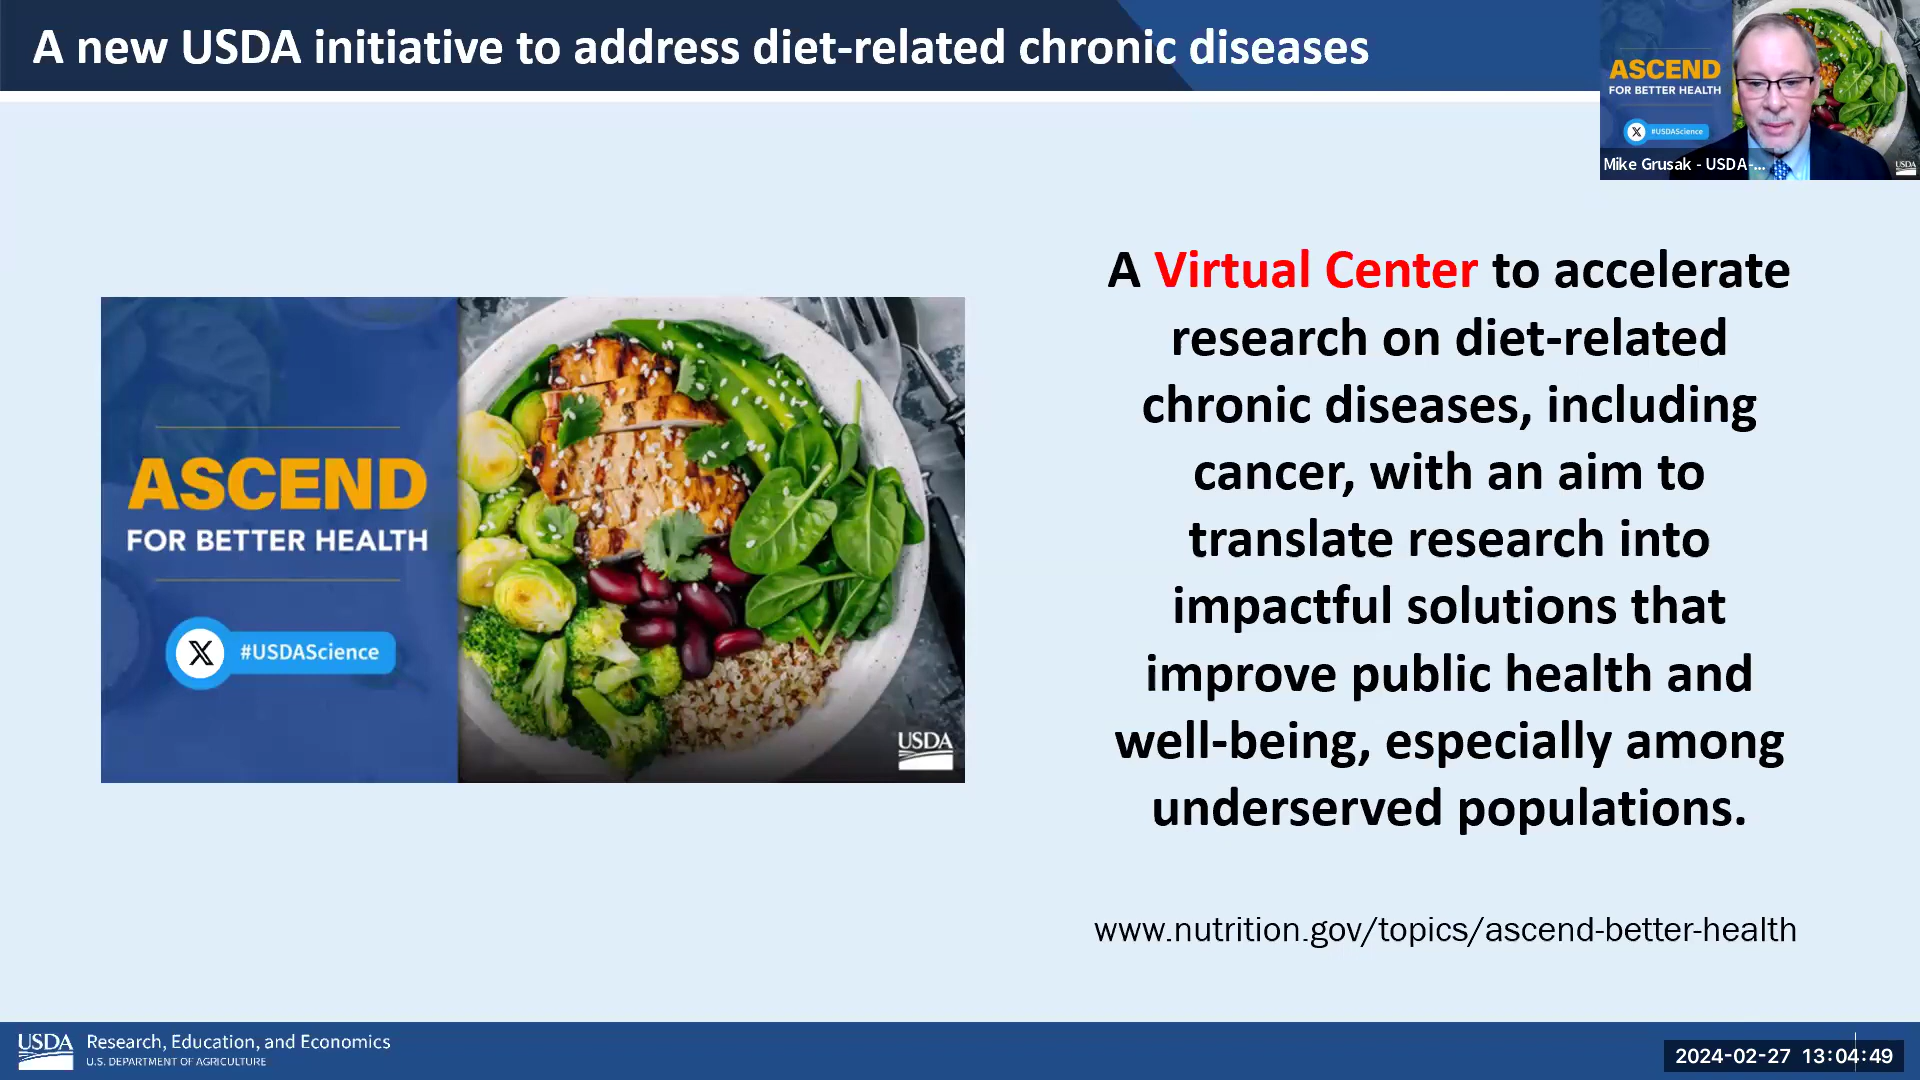 A new USDA initiative to address diet-related chronic diseases
ASCEND
FOR BETTER HEALTH
X #USDAScience
USDA
Mike Grusak - USDA-...
ASCEND
FOR BETTER HEALTH
X #USDAScience
USDA
A Virtual Center to accelerate
research on diet-related
chronic diseases, including
cancer, with an aim to
translate research into
impactful solutions that
improve public health and
well-being, especially among
underserved populations.
www.nutrition.gov/topics/ascend-better-health
USDA Research, Education, and Economics
U.S. DEPARTMENT OF AGRICULTURE
2024-02-27 13:04:49